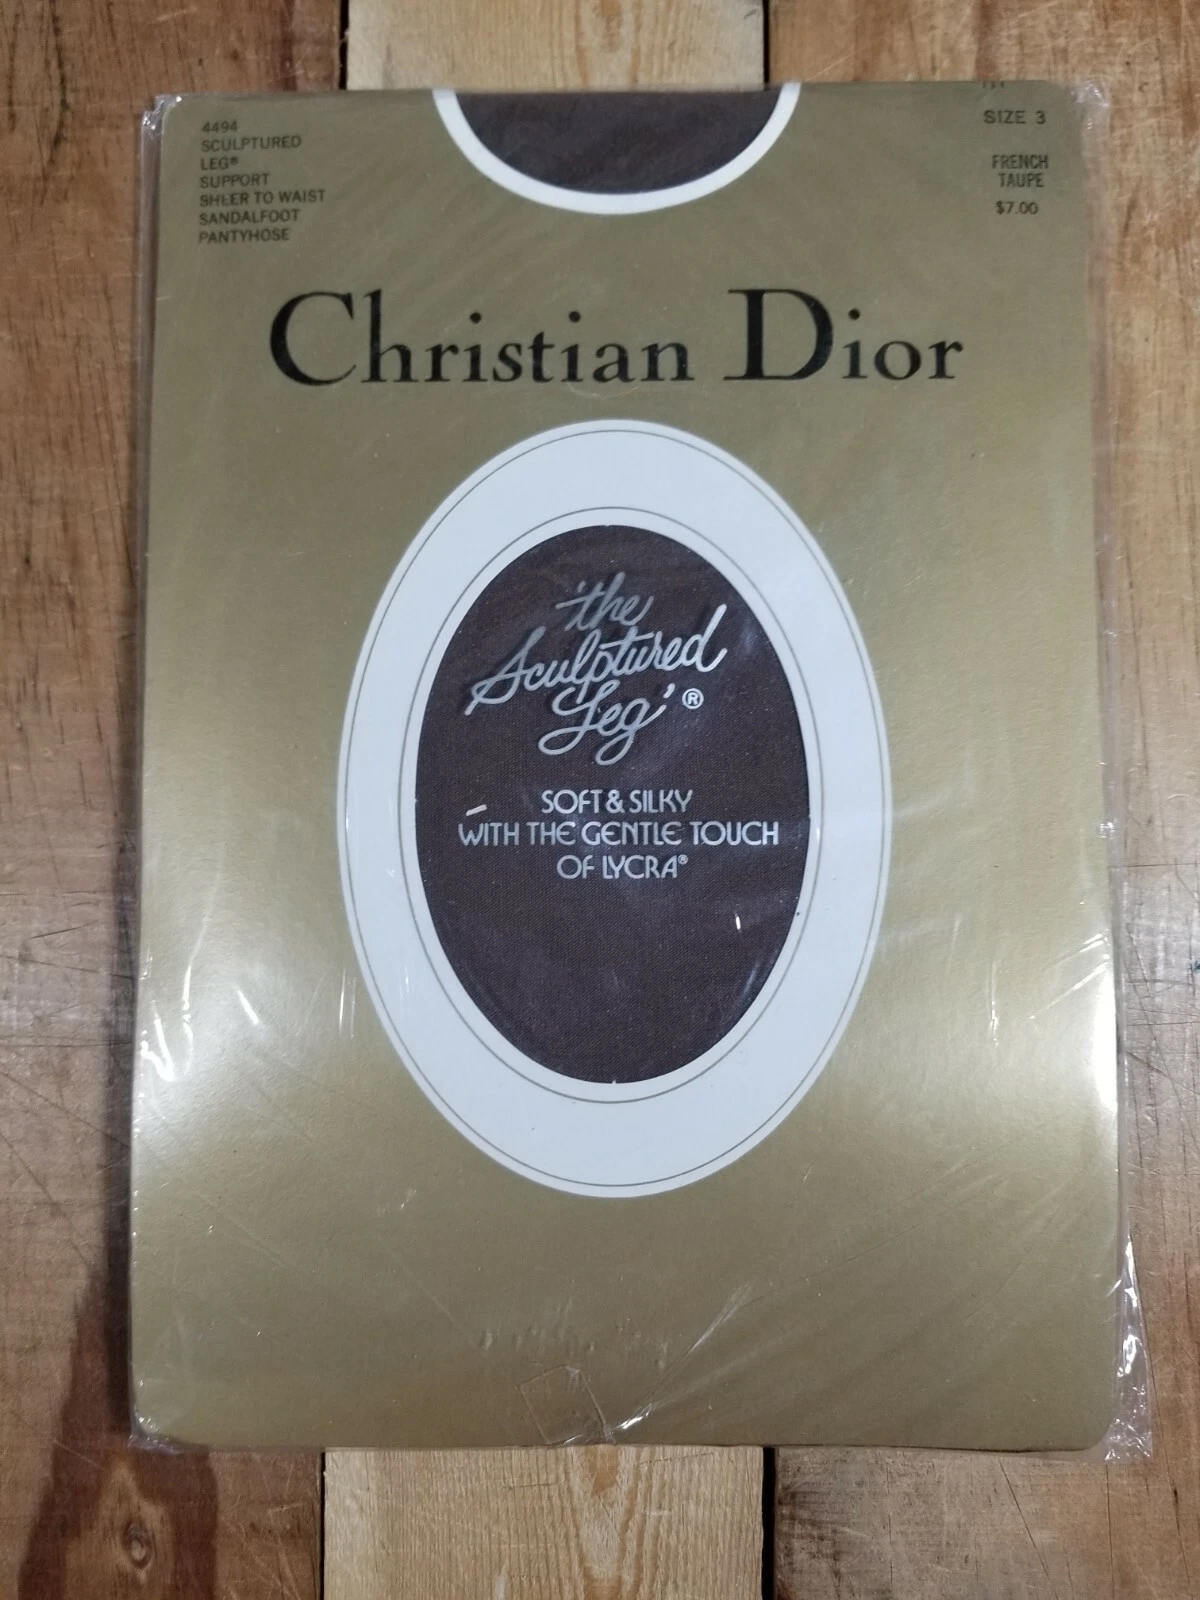 4494
SCULPTURED
LEG®
SUPPORT
SHEER TO WAIST
SANDALFOOT
PANTYHOSE
SIZE 3
FRENCH
TAUPE
$7.00
Christian Dior
'the
Sculptured
Leg'®
SOFT & SILKY
WITH THE GENTLE TOUCH
OF LYCRA®